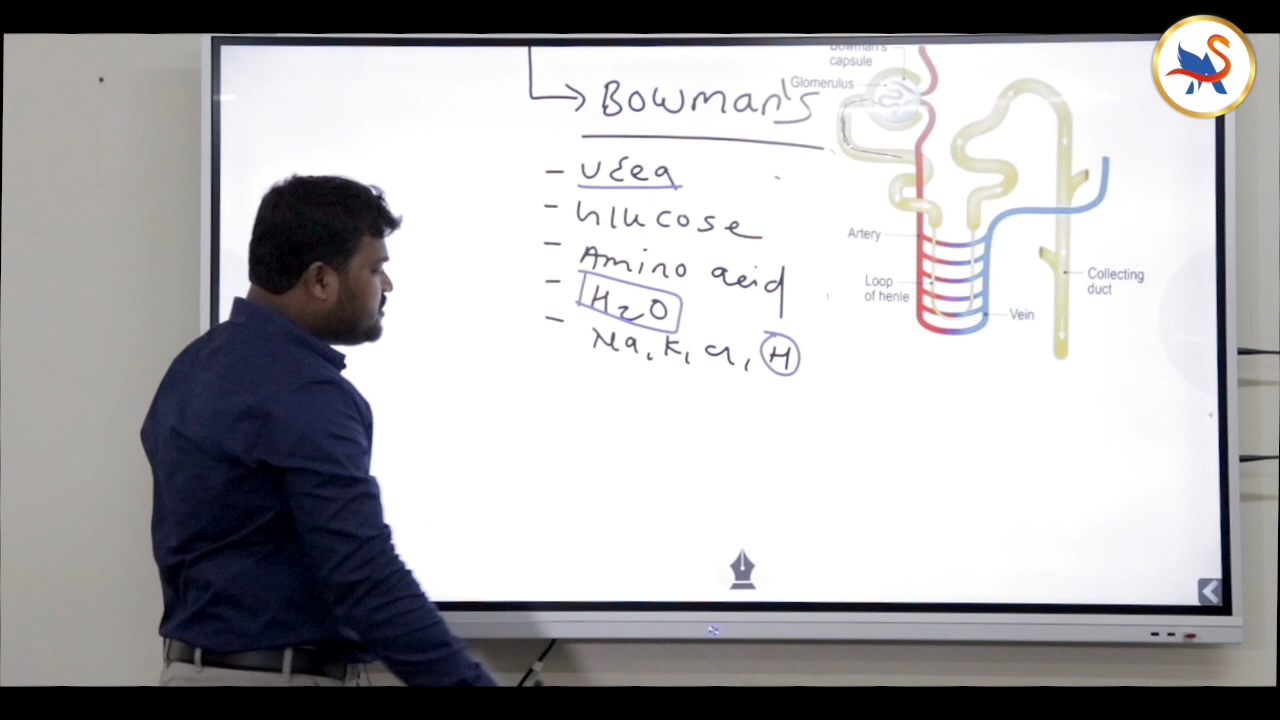 Bowman's
capsule
Glomerulus
→ Bowman's
- urea
- Glucose
- Amino acid
- H2O
- Na, K, Cl, H
Artery
Loop
of henle
Vein
Collecting
duct